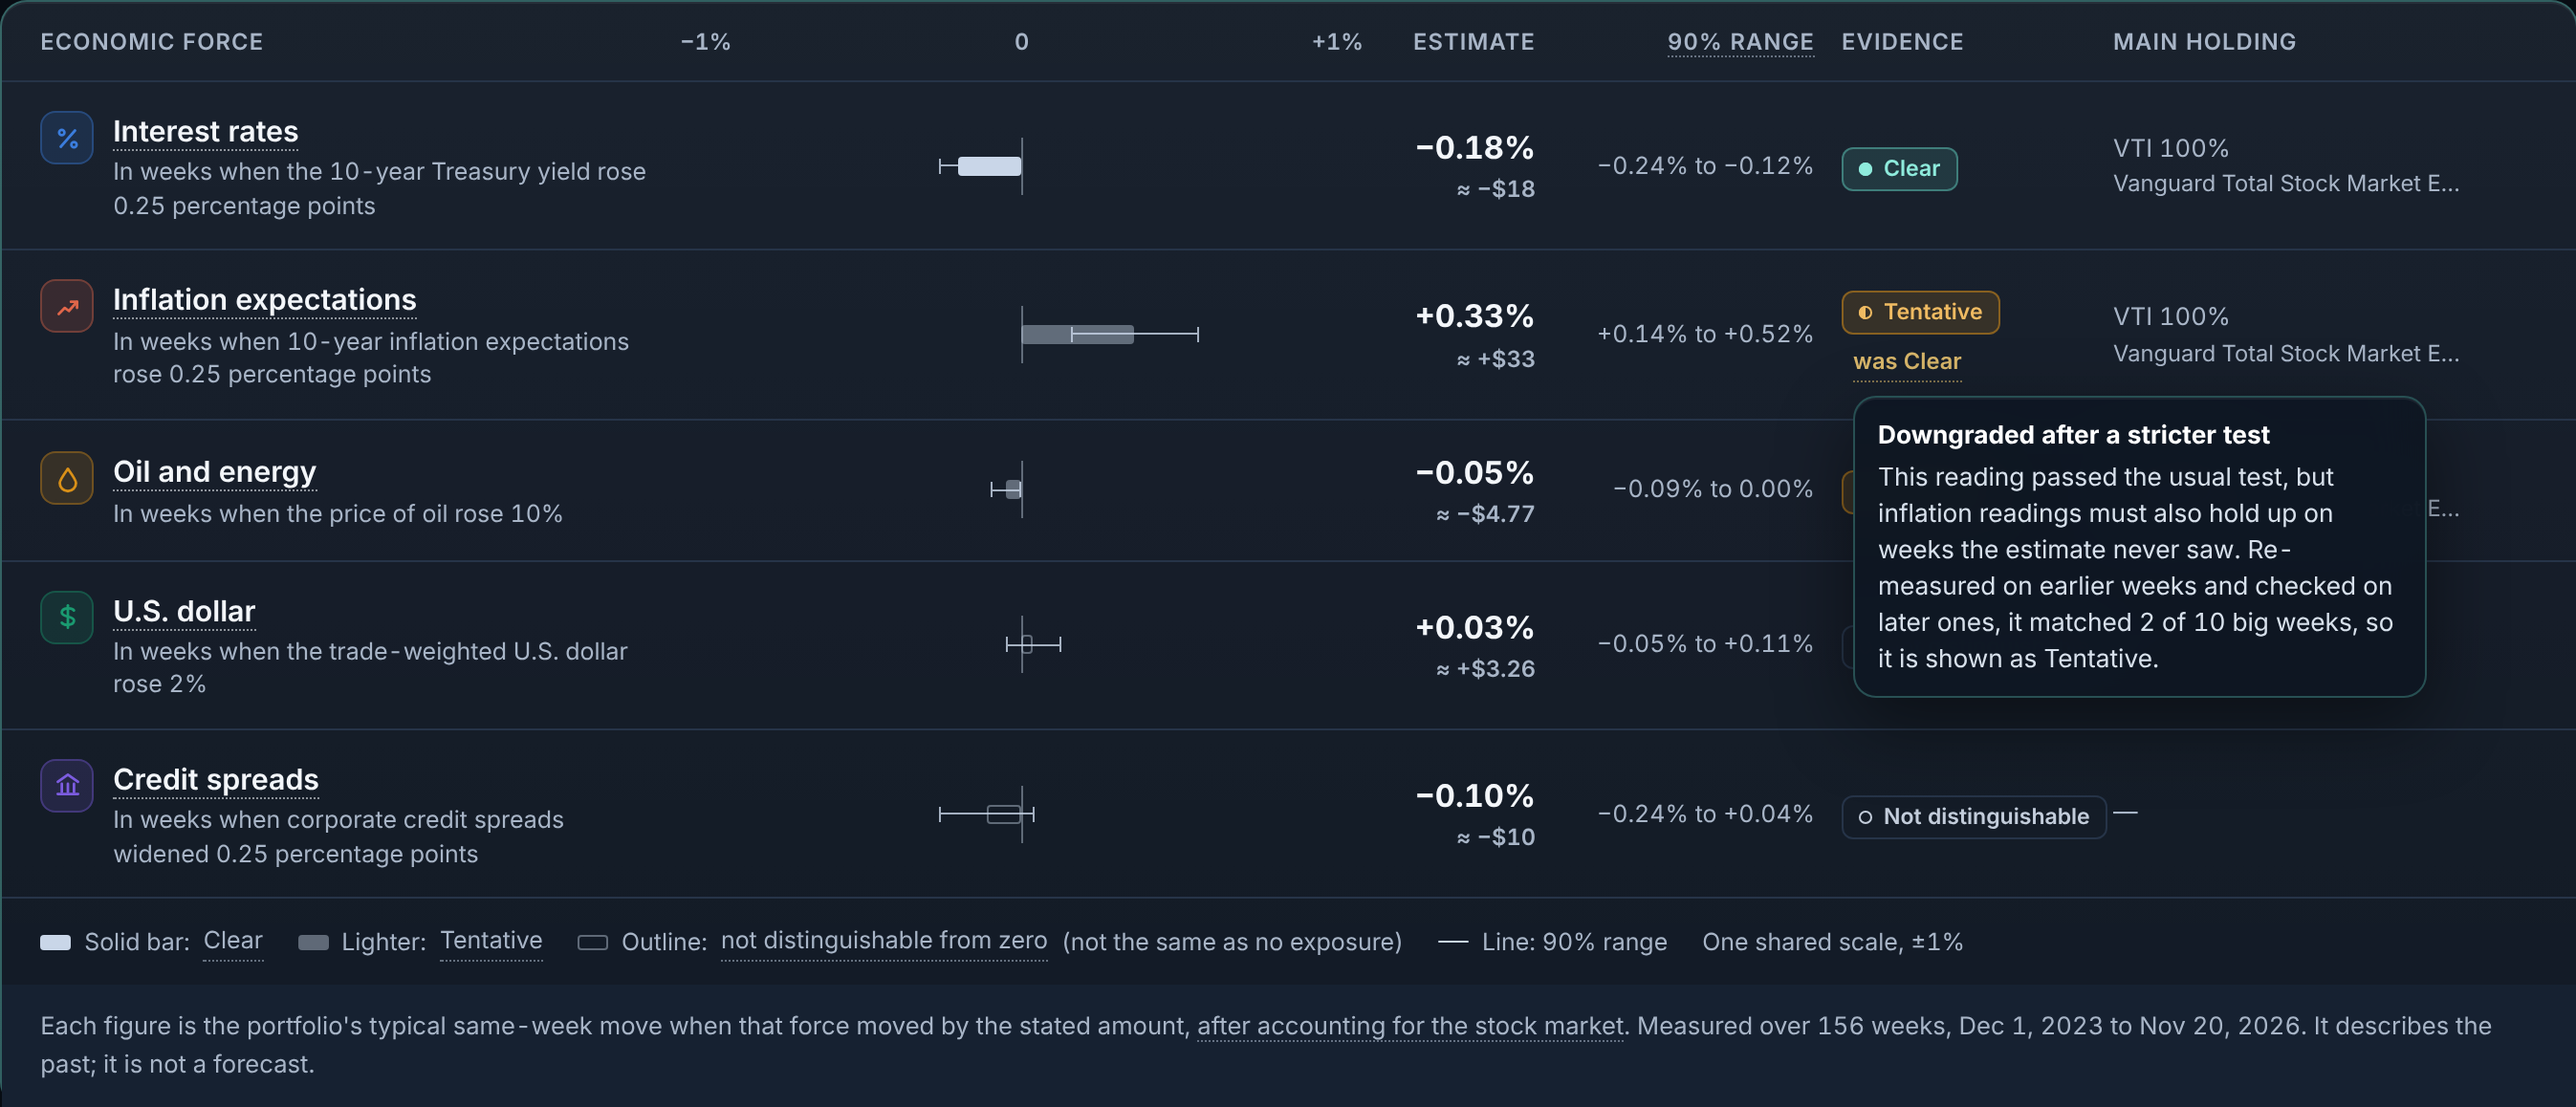 ECONOMIC FORCE −1% 0 +1% ESTIMATE 90% RANGE EVIDENCE MAIN HOLDING
Interest rates
In weeks when the 10-year Treasury yield rose
0.25 percentage points
−0.18%
≈ −$18
−0.24% to −0.12%
Clear
VTI 100%
Vanguard Total Stock Market E...
Inflation expectations
In weeks when 10-year inflation expectations
rose 0.25 percentage points
+0.33%
≈ +$33
+0.14% to +0.52%
Tentative
was Clear
VTI 100%
Vanguard Total Stock Market E...
Downgraded after a stricter test
This reading passed the usual test, but
inflation readings must also hold up on
weeks the estimate never saw. Re-
measured on earlier weeks and checked on
later ones, it matched 2 of 10 big weeks, so
it is shown as Tentative.
Oil and energy
In weeks when the price of oil rose 10%
−0.05%
≈ −$4.77
−0.09% to 0.00%
E...
U.S. dollar
In weeks when the trade-weighted U.S. dollar
rose 2%
+0.03%
≈ +$3.26
−0.05% to +0.11%
Credit spreads
In weeks when corporate credit spreads
widened 0.25 percentage points
−0.10%
≈ −$10
−0.24% to +0.04%
Not distinguishable
—
Solid bar: Clear Lighter: Tentative Outline: not distinguishable from zero (not the same as no exposure) Line: 90% range One shared scale, ±1%
Each figure is the portfolio's typical same-week move when that force moved by the stated amount, after accounting for the stock market. Measured over 156 weeks, Dec 1, 2023 to Nov 20, 2026. It describes the
past; it is not a forecast.